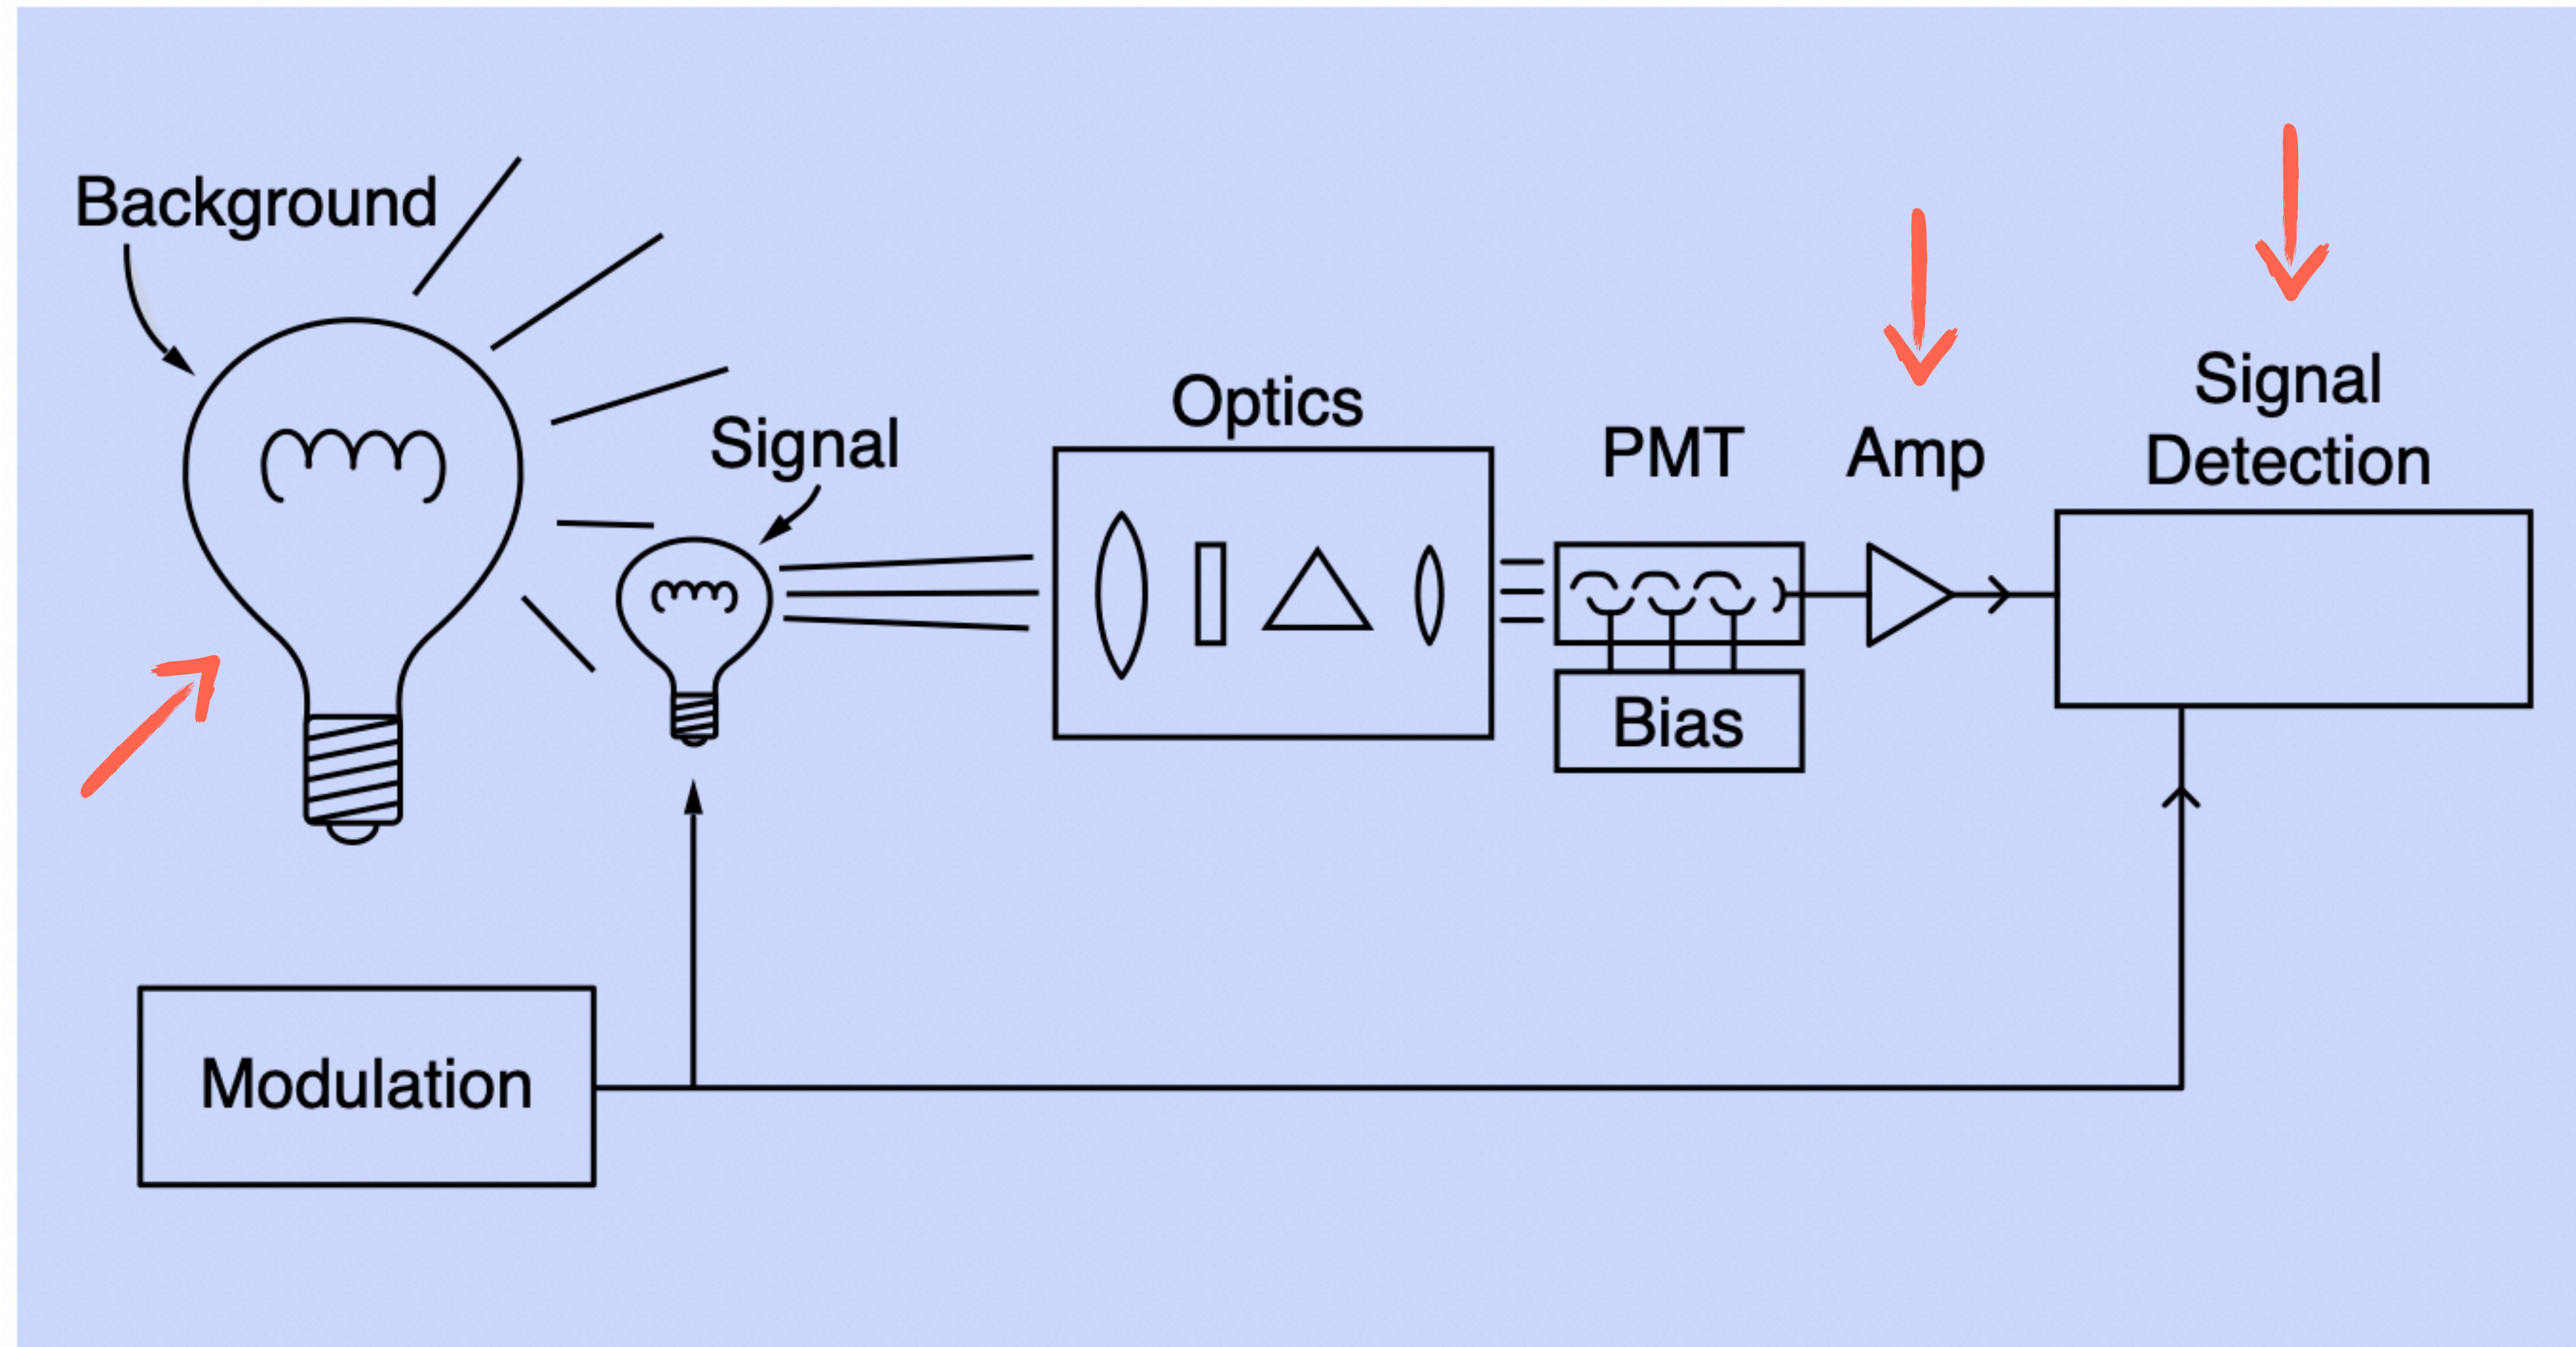 Background
Signal
Optics
PMT
Amp
Signal
Detection
Bias
Modulation